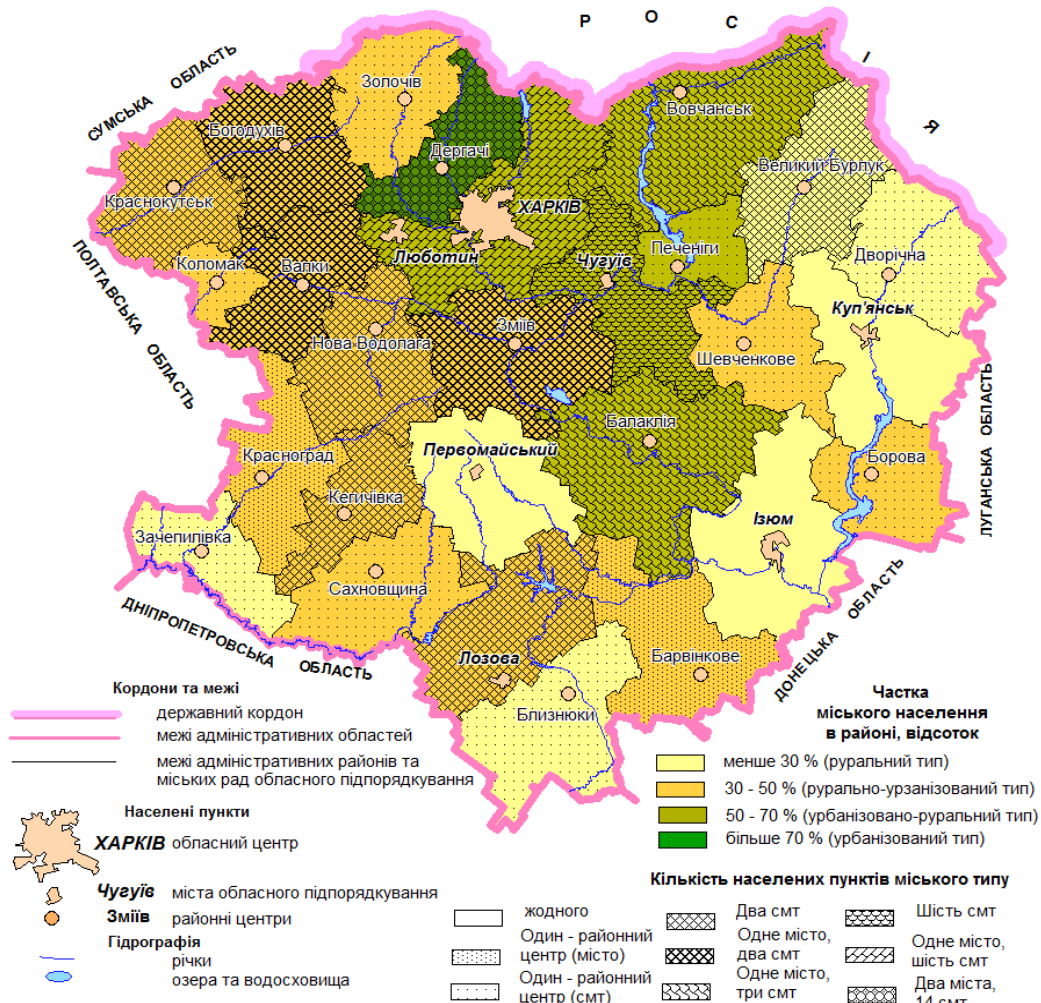 РОСІЯ
СУМСЬКА ОБЛАСТЬ
ПОЛТАВСЬКА ОБЛАСТЬ
ДНІПРОПЕТРОВСЬКА ОБЛАСТЬ
ДОНЕЦЬКА ОБЛАСТЬ
ЛУГАНСЬКА ОБЛАСТЬ
Золочів
Вовчанськ
Богодухів
Дергачі
Великий Бурлук
Краснокутськ
ХАРКІВ
Люботин
Чугуїв
Печеніги
Дворічна
Коломак
Валки
Куп'янськ
Нова Водолага
Зміїв
Шевченкове
Балаклія
Красноград
Первомайський
Борова
Кегичівка
Ізюм
Зачепилівка
Сахновщина
Лозова
Барвінкове
Близнюки
Кордони та межі
державний кордон
межі адміністративних областей
межі адміністративних районів та
міських рад обласного підпорядкування
Населені пункти
ХАРКІВ обласний центр
Чугуїв міста обласного підпорядкування
Зміїв районні центри
Гідрографія
річки
озера та водосховища
Частка
міського населення
в районі, відсоток
менше 30 % (руральний тип)
30 - 50 % (рурально-урзанізований тип)
50 - 70 % (урбанізовано-руральний тип)
більше 70 % (урбанізований тип)
Кількість населених пунктів міського типу
жодного
Один - районний
центр (місто)
Один - районний
центр (смт)
Два смт
Одне місто,
два смт
Одне місто,
три смт
Шість смт
Одне місто,
шість смт
Два міста,
14 смт